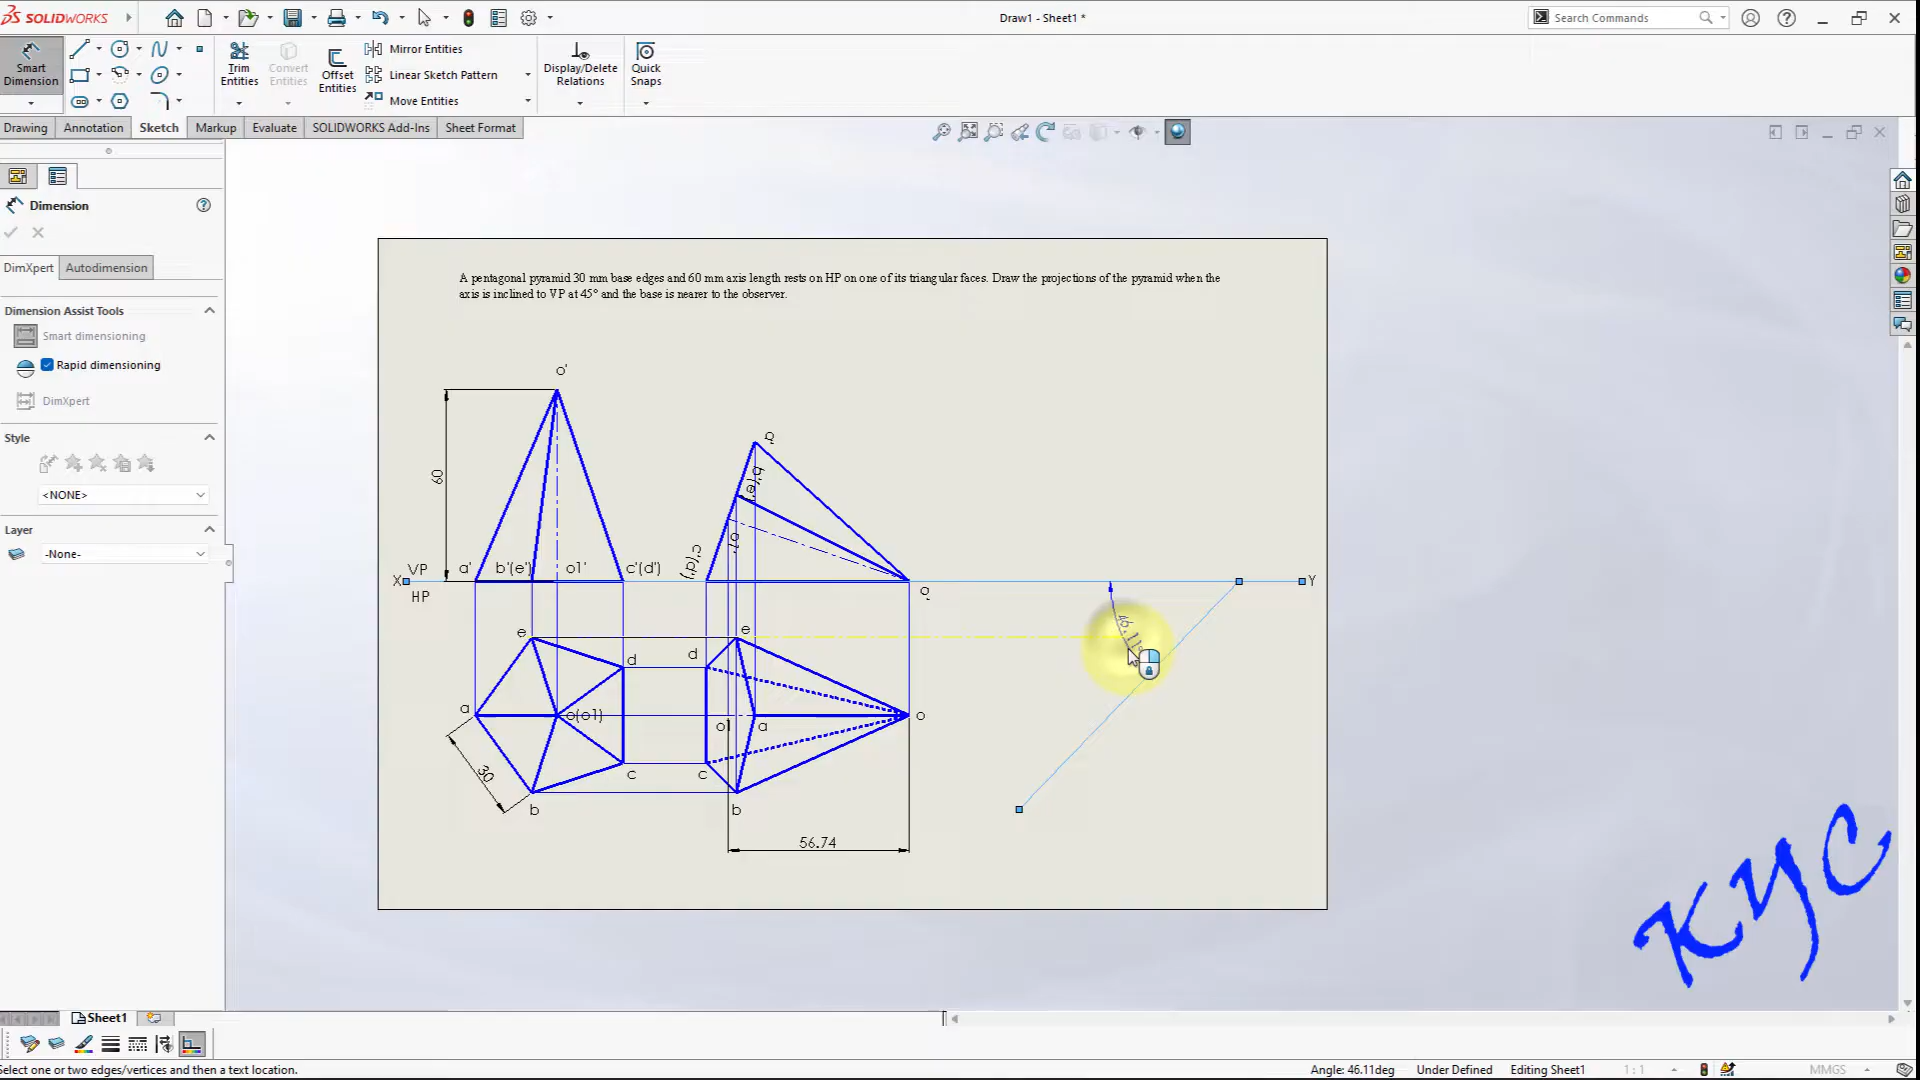 SOLIDWORKS
Draw1 - Sheet1 *
Search Commands
Smart Dimension
Trim Entities
Convert Entities
Offset Entities
Mirror Entities
Linear Sketch Pattern
Move Entities
Display/Delete Relations
Quick Snaps
Drawing
Annotation
Sketch
Markup
Evaluate
SOLIDWORKS Add-Ins
Sheet Format
Dimension
DimXpert
Autodimension
Dimension Assist Tools
Smart dimensioning
Rapid dimensioning
DimXpert
Style
<NONE>
Layer
-None-
A pentagonal pyramid 30 mm base edges and 60 mm axis length rests on HP on one of its triangular faces. Draw the projections of the pyramid when the
axis is inclined to VP at 45° and the base is nearer to the observer.
o'
60
b'(e')
o1'
c'(d')
X
VP
HP
a'
b'(e')
o1'
c'(d')
Y
46.11°
e
d
a
o(o1)
c
b
30
e
d
o1
a
o
c
b
56.74
KYC
Sheet1
Select one or two edges/vertices and then a text location.
Angle: 46.11deg
Under Defined
Editing Sheet1
1 : 1
MMGS